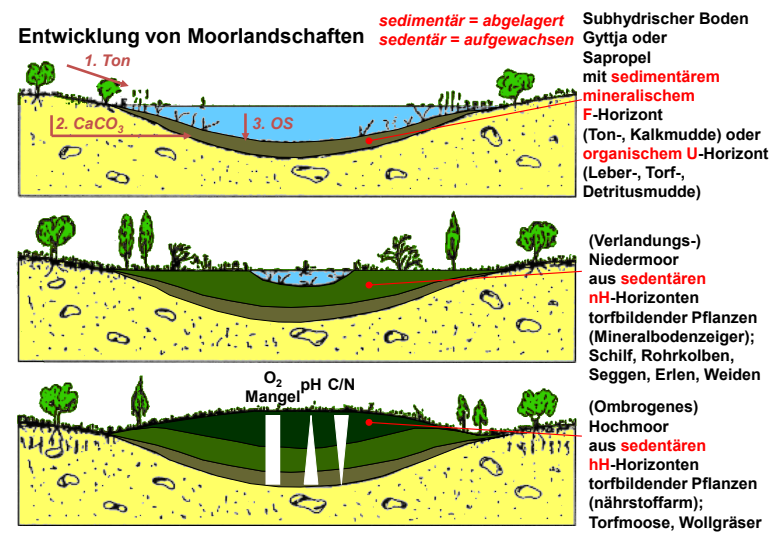 Entwicklung von Moorlandschaften
sedimentär = abgelagert
sedentär = aufgewachsen
1. Ton
2. CaCO₃
3. OS
Subhydrischer Boden
Gyttja oder
Sapropel
mit sedimentärem
mineralischem
F-Horizont
(Ton-, Kalkmudde) oder
organischem U-Horizont
(Leber-, Torf-,
Detritusmudde)
(Verlandungs-)
Niedermoor
aus sedentären
nH-Horizonten
torfbildender Pflanzen
(Mineralbodenzeiger);
Schilf, Rohrkolben,
Seggen, Erlen, Weiden
O₂
Mangel
pH
C/N
(Ombrogenes)
Hochmoor
aus sedentären
hH-Horizonten
torfbildender Pflanzen
(nährstoffarm);
Torfmoose, Wollgräser